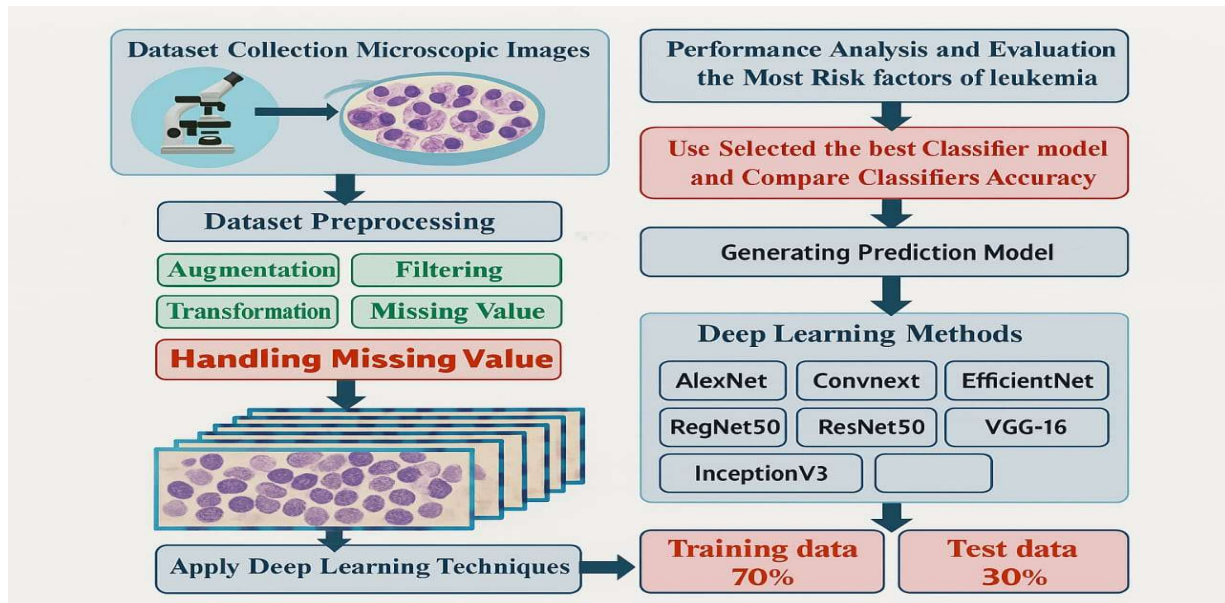 Dataset Collection Microscopic Images
Dataset Preprocessing
Augmentation
Filtering
Transformation
Missing Value
Handling Missing Value
Apply Deep Learning Techniques
Performance Analysis and Evaluation
the Most Risk factors of leukemia
Use Selected the best Classifier model
and Compare Classifiers Accuracy
Generating Prediction Model
Deep Learning Methods
AlexNet
Convnext
EfficientNet
RegNet50
ResNet50
VGG-16
InceptionV3
Training data
70%
Test data
30%